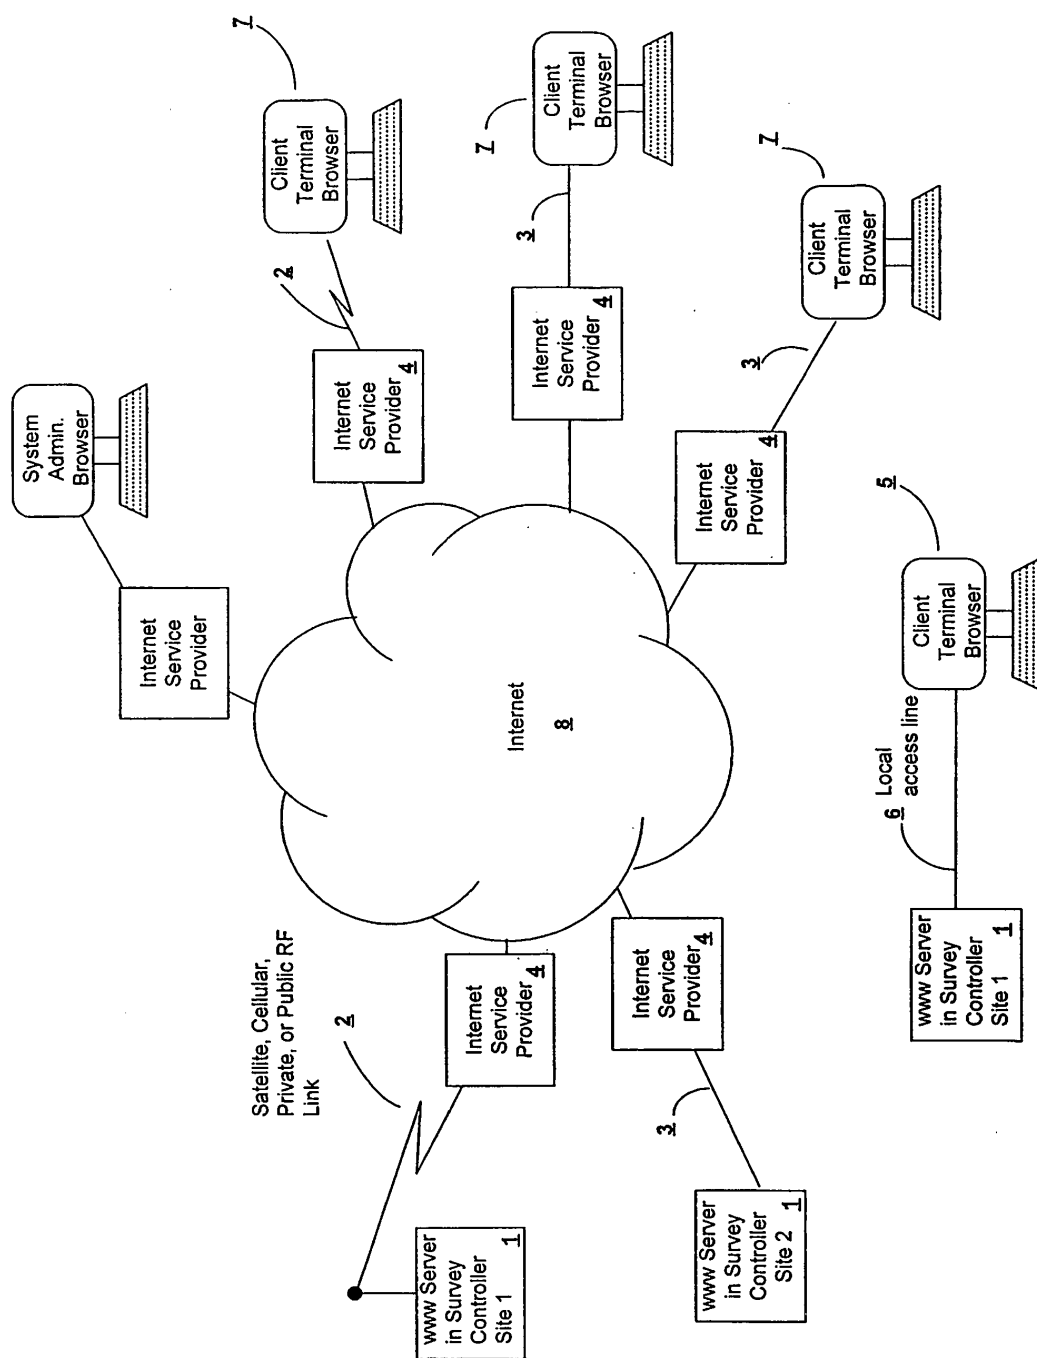 System
Admin.
Browser
Internet
Service
Provider
7
Client
Terminal
Browser
2
Internet
Service
Provider 4
7
Client
Terminal
Browser
3
Internet
Service
Provider 4
7
Client
Terminal
Browser
3
Internet
Service
Provider 4
Internet
8
Satellite, Cellular,
Private, or Public RF
Link
2
Internet
Service
Provider 4
www Server
in Survey
Controller
Site 1 1
Internet
Service
Provider 4
3
www Server
in Survey
Controller
Site 2 1
5
Client
Terminal
Browser
6 Local
access line
www Server
in Survey
Controller
Site 1 1